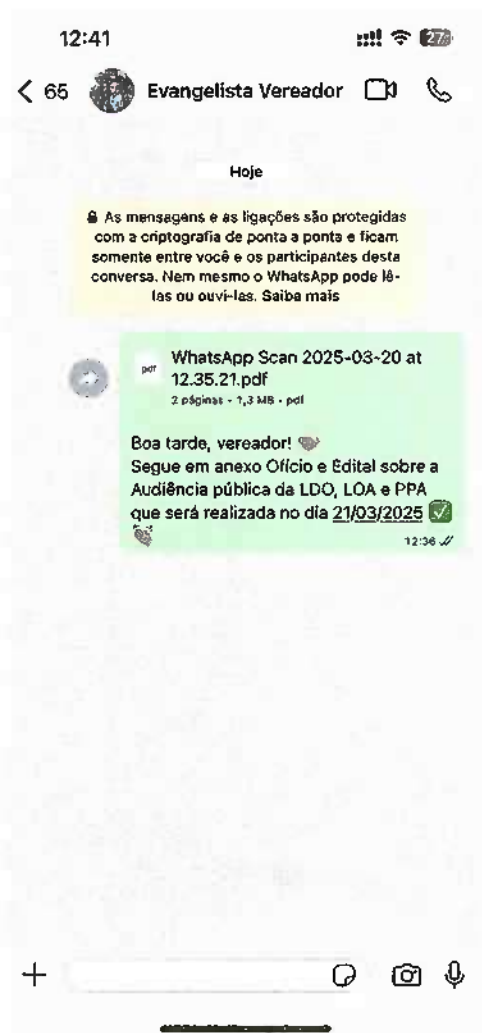 12:41
27
65 Evangelista Vereador
Hoje
As mensagens e as ligações são protegidas
com a criptografia de ponta a ponta e ficam
somente entre você e os participantes desta
conversa. Nem mesmo o WhatsApp pode lê-
las ou ouvi-las. Saiba mais
pdf
WhatsApp Scan 2025-03-20 at
12.35.21.pdf
2 páginas • 1,3 MB • pdf
Boa tarde, vereador!
Segue em anexo Ofício e Edital sobre a
Audiência pública da LDO, LOA e PPA
que será realizada no dia 21/03/2025
12:36